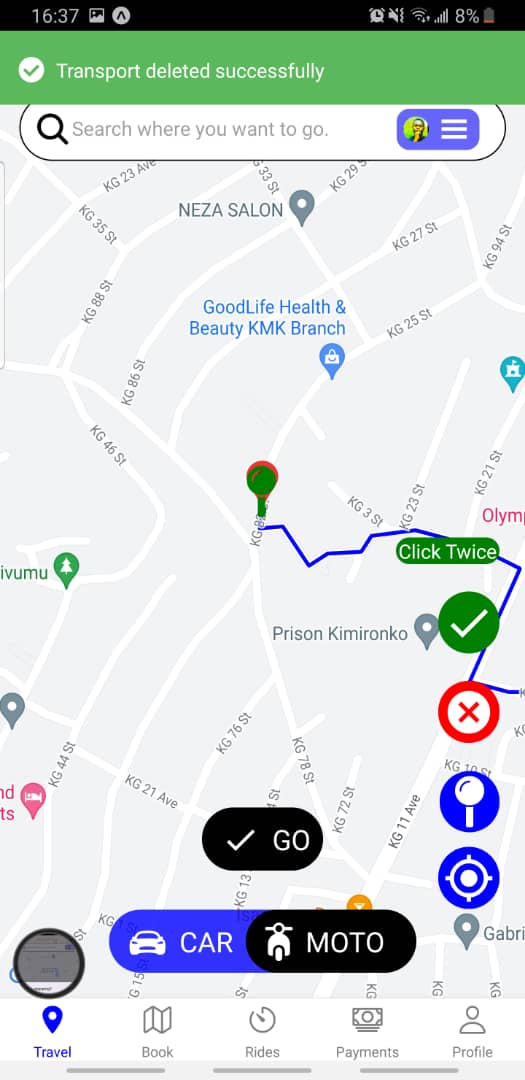 16:37
8%
Transport deleted successfully
Search where you want to go.
KG 23 Ave
KG 29 S
NEZA SALON
KG 35 St
KG 27 St
KG 94 St
KG 88 St
GoodLife Health &
Beauty KMK Branch
KG 25 St
KG 86 St
KG 46 St
KG 21 St
KG 3 St
KG 23 St
Olymp
Click Twice
ivumu
Prison Kimironko
KG 76 St
KG 78 St
KG 10 St
KG 44 St
nd
ts
KG 21 Ave
KG 72 St
KG 11 Ave
GO
KG 13
Gabri
CAR
MOTO
KG 15
St
KG
KG
KG
Travel
Book
Rides
Payments
Profile